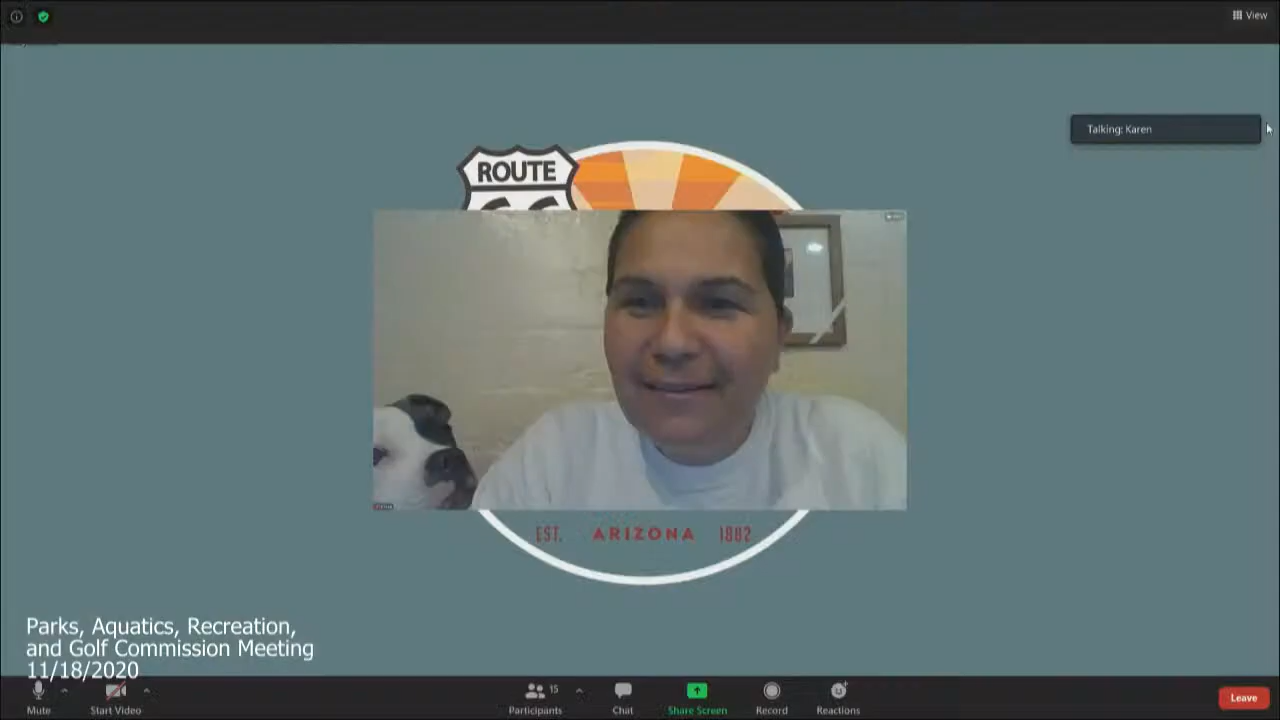 View
Talking: Karen
ROUTE
EST. ARIZONA 1882
Parks, Aquatics, Recreation,
and Golf Commission Meeting
11/18/2020
Mute
Start Video
Participants
15
Chat
Share Screen
Record
Reactions
Leave